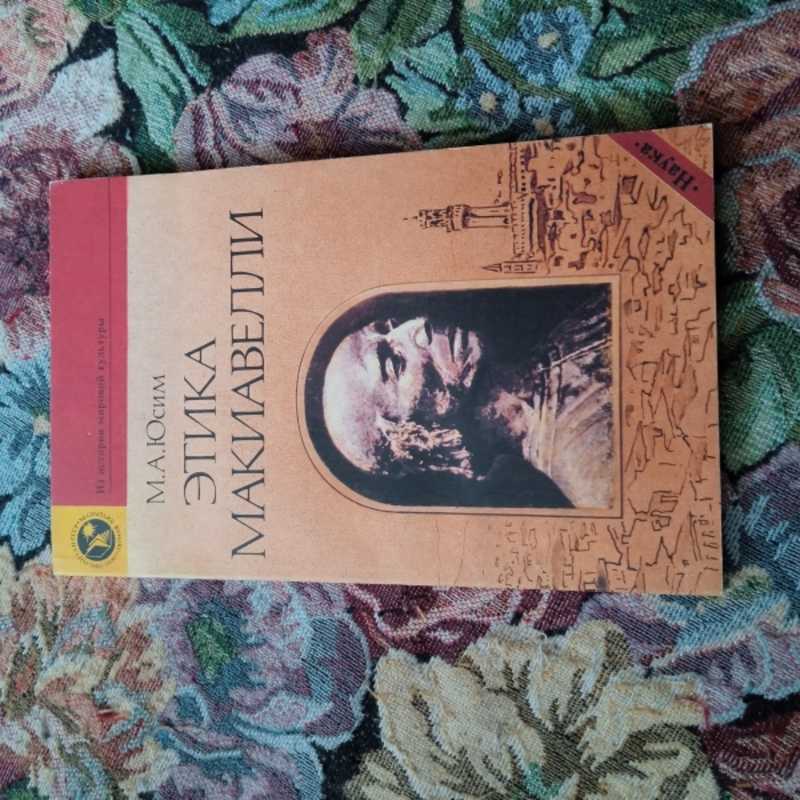 Из истории мировой культуры
М.А.Юсим
ЭТИКА
МАКИАВЕЛЛИ
·Наука·